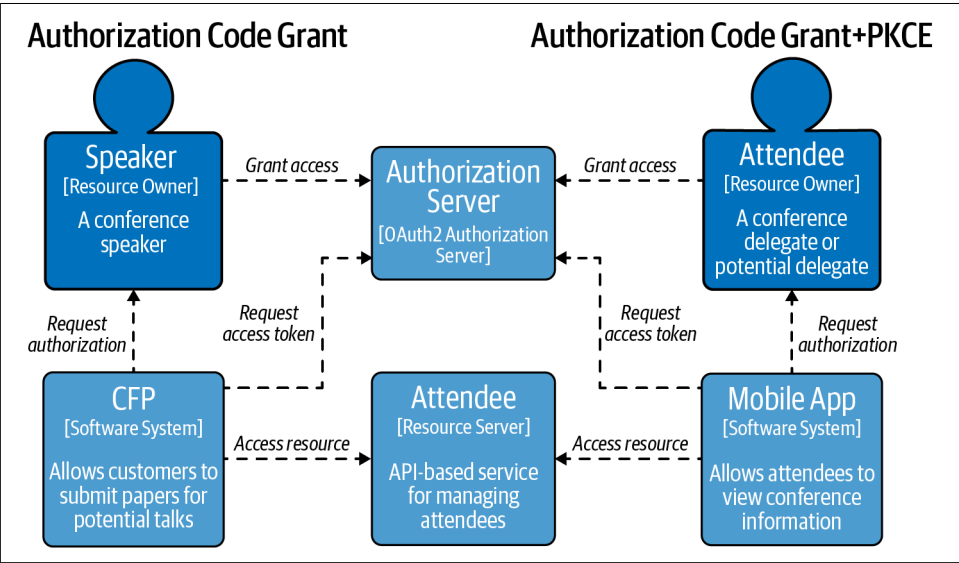 Authorization Code Grant
Authorization Code Grant+PKCE
Speaker
[Resource Owner]
A conference
speaker
Grant access
Authorization
Server
[OAuth2 Authorization
Server]
Grant access
Attendee
[Resource Owner]
A conference
delegate or
potential delegate
Request
authorization
Request
access token
Request
access token
Request
authorization
CFP
[Software System]
Allows customers to
submit papers for
potential talks
Access resource
Attendee
[Resource Server]
API-based service
for managing
attendees
Access resource
Mobile App
[Software System]
Allows attendees to
view conference
information